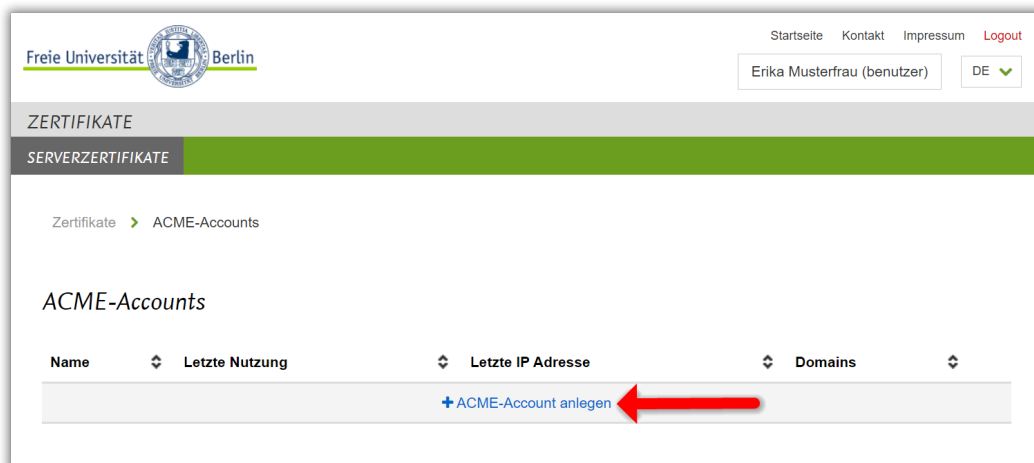 Startseite Kontakt Impressum Logout
Freie Universität Berlin
Erika Musterfrau (benutzer) DE
ZERTIFIKATE
SERVERZERTIFIKATE
Zertifikate ACME-Accounts
ACME-Accounts
Name Letzte Nutzung Letzte IP Adresse Domains
+ ACME-Account anlegen